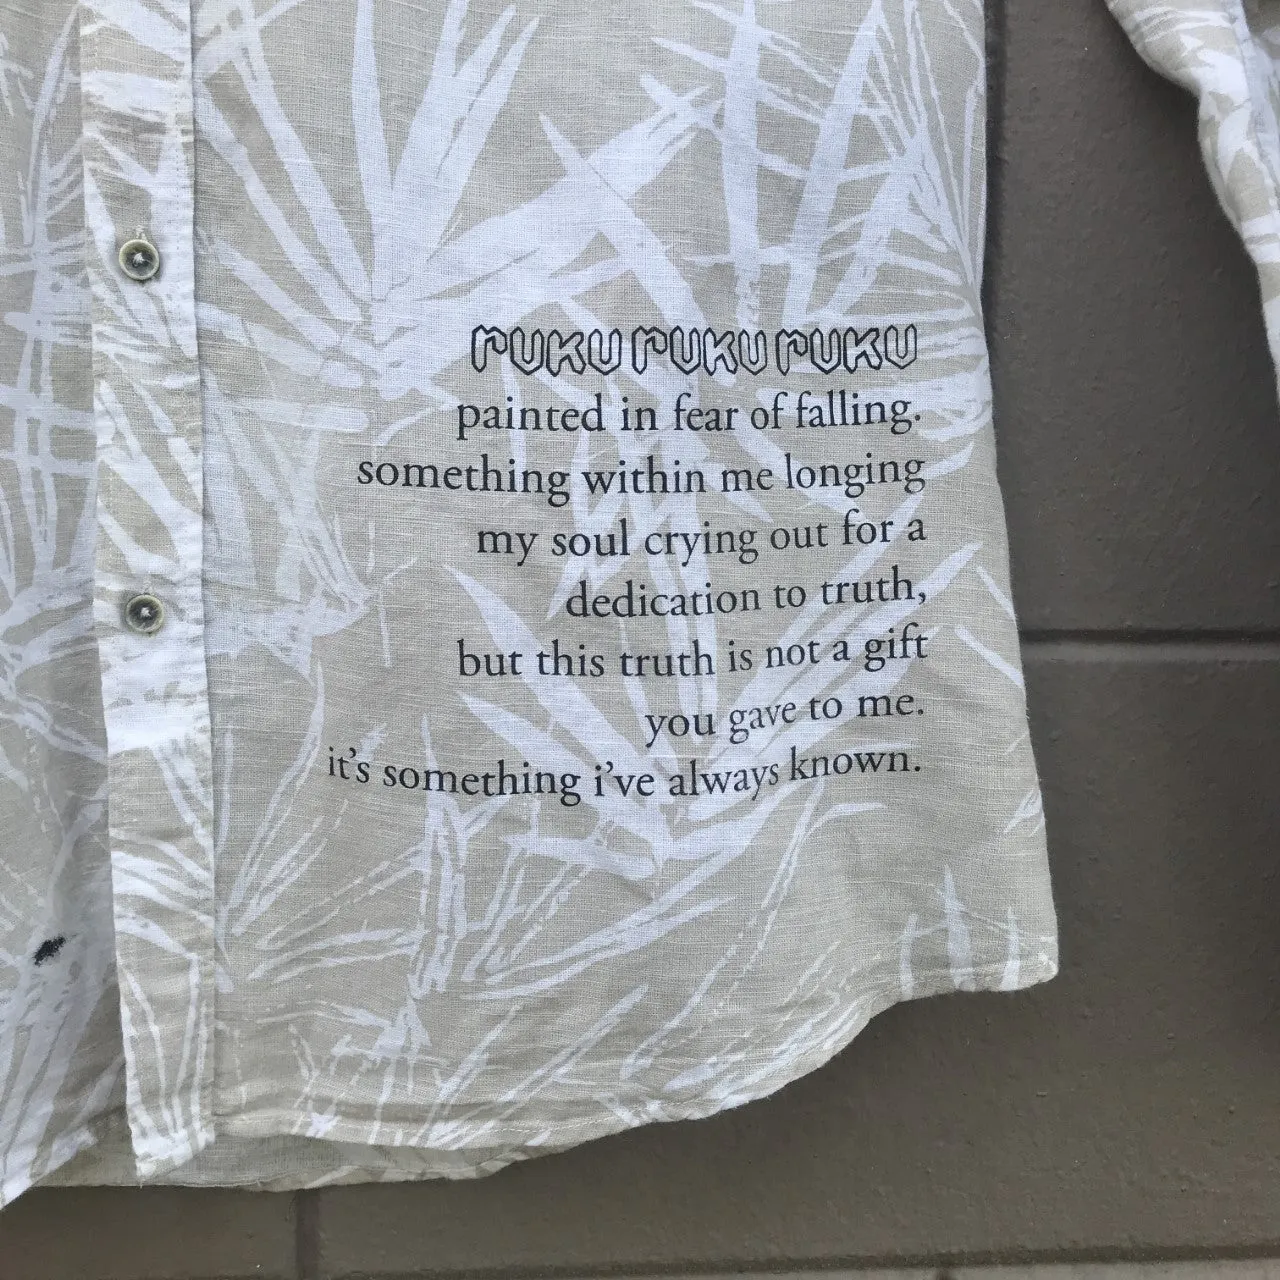 ruku ruku ruku
painted in fear of falling.
something within me longing
my soul crying out for a
dedication to truth,
but this truth is not a gift
you gave to me.
it's something i've always known.